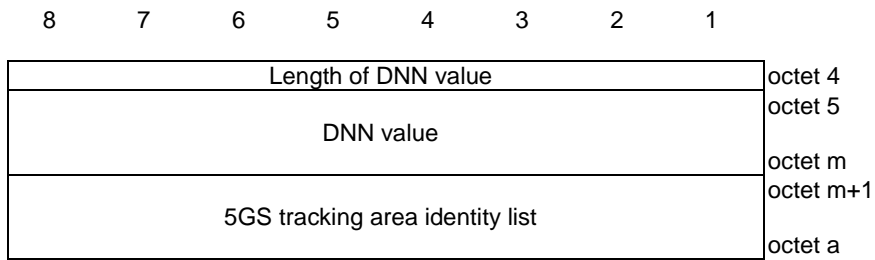 8 7 6 5 4 3 2 1
Length of DNN value octet 4
octet 5
DNN value
octet m
octet m+1
5GS tracking area identity list
octet a